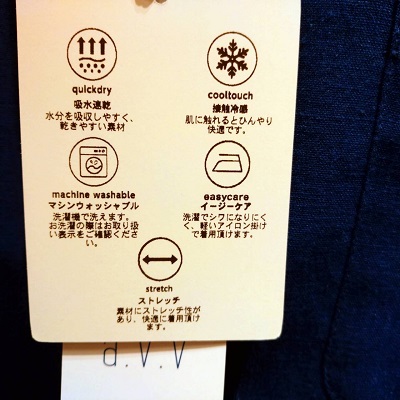 quickdry
吸水速乾
水分を吸収しやすく、
乾きやすい素材
cooltouch
接触冷感
肌に触れるとひんやり
快適です。
machine washable
マシンウォッシャブル
洗濯機で洗えます。
お洗濯の際はお取り扱
い表示をご確認くださ
い。
easycare
イージーケア
洗濯でシワになりにく
く、軽いアイロン掛け
で着用頂けます。
stretch
ストレッチ
素材にストレッチ性が
あり、快適に着用頂け
ます。
a.v.v